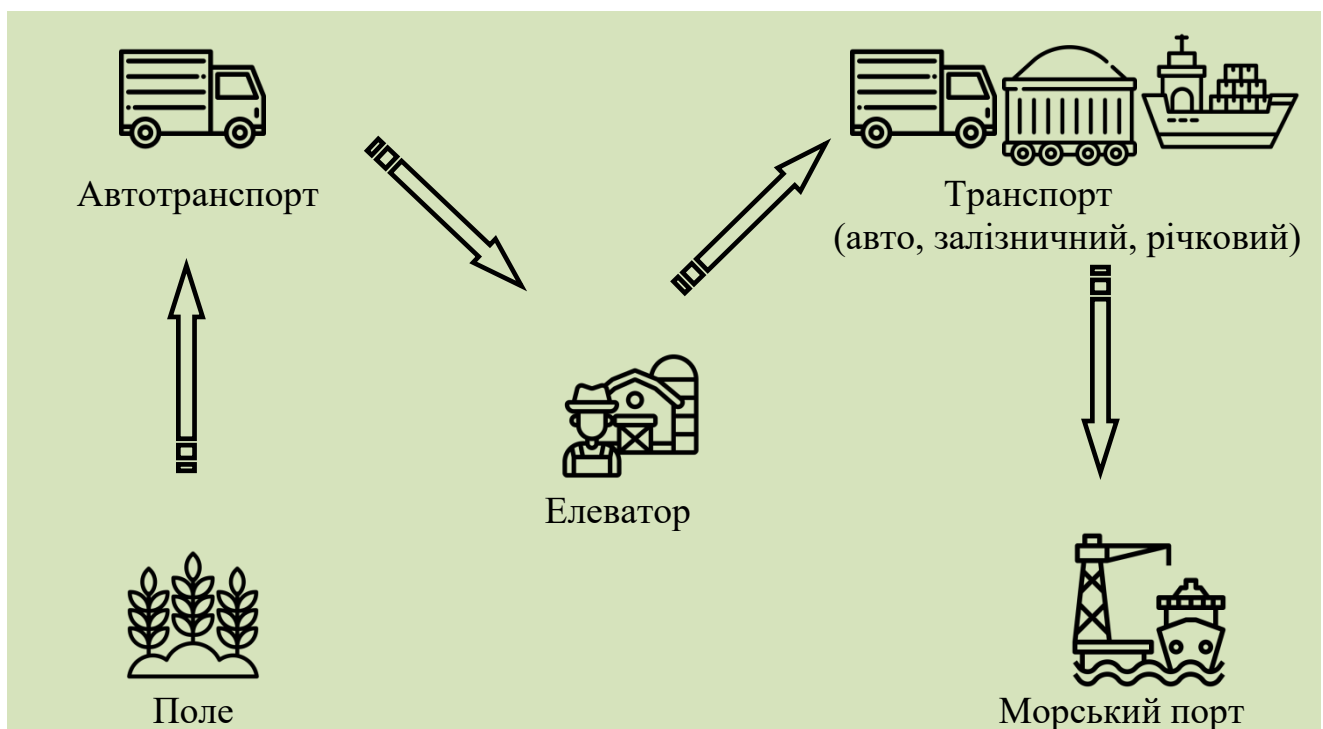 Автотранспорт
Транспорт
(авто, залізничний, річковий)
Елеватор
Поле
Морський порт